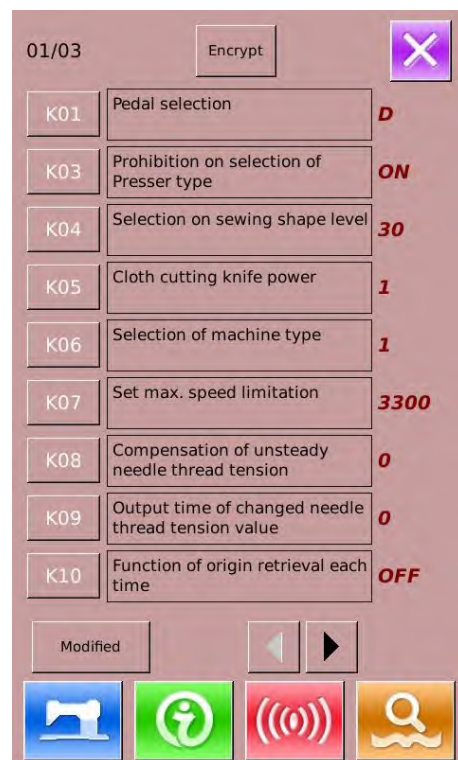 01/03
Encrypt
K01
Pedal selection
D
K03
Prohibition on selection of
Presser type
ON
K04
Selection on sewing shape level
30
K05
Cloth cutting knife power
1
K06
Selection of machine type
1
K07
Set max. speed limitation
3300
K08
Compensation of unsteady
needle thread tension
0
K09
Output time of changed needle
thread tension value
0
K10
Function of origin retrieval each
time
OFF
Modified